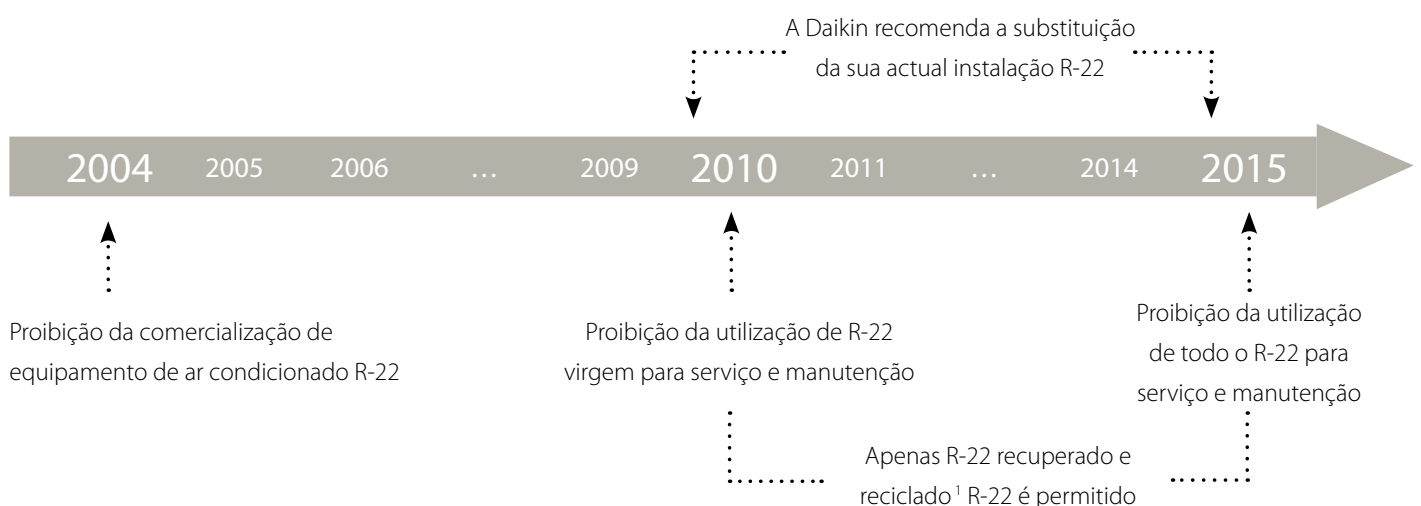 A Daikin recomenda a substituição
da sua actual instalação R-22
2004 2005 2006 ... 2009 2010 2011 ... 2014 2015
Proibição da comercialização de
equipamento de ar condicionado R-22
Proibição da utilização de R-22
virgem para serviço e manutenção
Proibição da utilização
de todo o R-22 para
serviço e manutenção
Apenas R-22 recuperado e
reciclado¹ R-22 é permitido